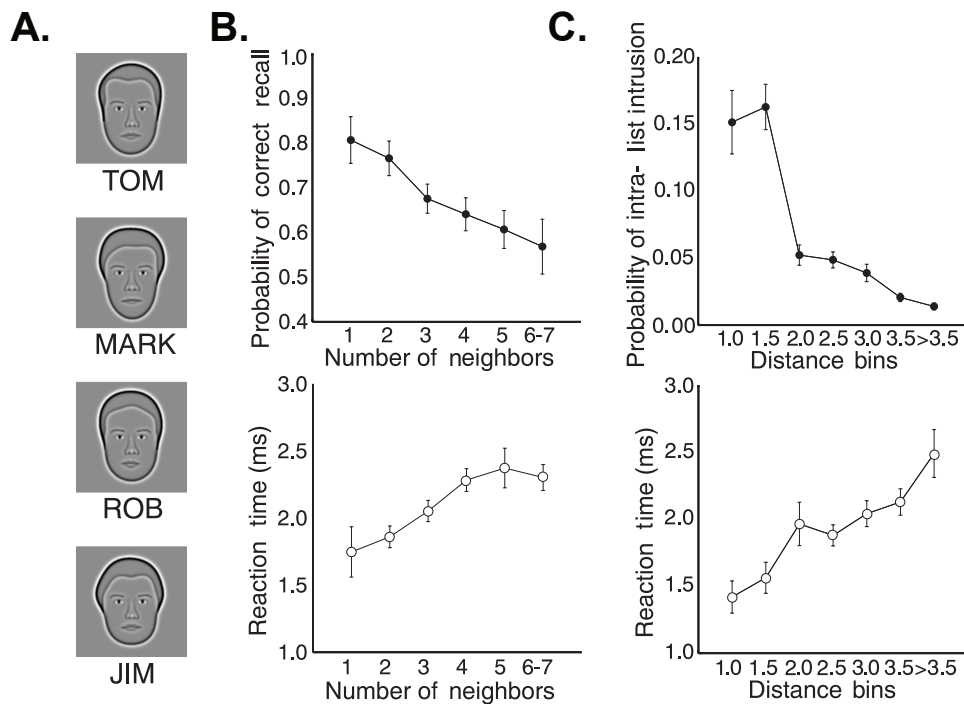 A.
TOM
MARK
ROB
JIM
B.
Probability of correct recall
1.0
0.9
0.8
0.7
0.6
0.5
0.4
1 2 3 4 5 6-7
Number of neighbors
Reaction time (ms)
3.0
2.5
2.0
1.5
1.0
1 2 3 4 5 6-7
Number of neighbors
C.
Probability of intra- list intrusion
0.20
0.15
0.10
0.05
0.00
1.0 1.5 2.0 2.5 3.0 3.5 >3.5
Distance bins
Reaction time (ms)
3.0
2.5
2.0
1.5
1.0
1.0 1.5 2.0 2.5 3.0 3.5 >3.5
Distance bins